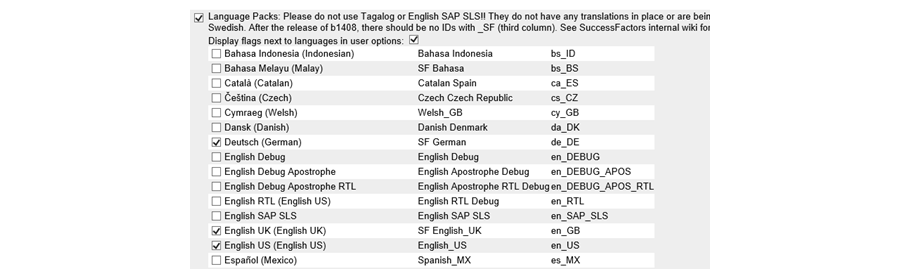 Language Packs: Please do not use Tagalog or English SAP SLS!! They do not have any translations in place or are bein
Swedish. After the release of b1408, there should be no IDs with _SF (third column). See SuccessFactors internal wiki for
Display flags next to languages in user options:
Bahasa Indonesia (Indonesian) Bahasa Indonesia bs_ID
Bahasa Melayu (Malay) SF Bahasa bs_BS
Català (Catalan) Catalan Spain ca_ES
Čeština (Czech) Czech Czech Republic cs_CZ
Cymraeg (Welsh) Welsh_GB cy_GB
Dansk (Danish) Danish Denmark da_DK
Deutsch (German) SF German de_DE
English Debug English Debug en_DEBUG
English Debug Apostrophe English Apostrophe Debug en_DEBUG_APOS
English Debug Apostrophe RTL English Apostrophe RTL Debug en_DEBUG_APOS_RTL
English RTL (English US) English RTL Debug en_RTL
English SAP SLS English SAP SLS en_SAP_SLS
English UK (English UK) SF English_UK en_GB
English US (English US) English_US en_US
Español (Mexico) Spanish_MX es_MX